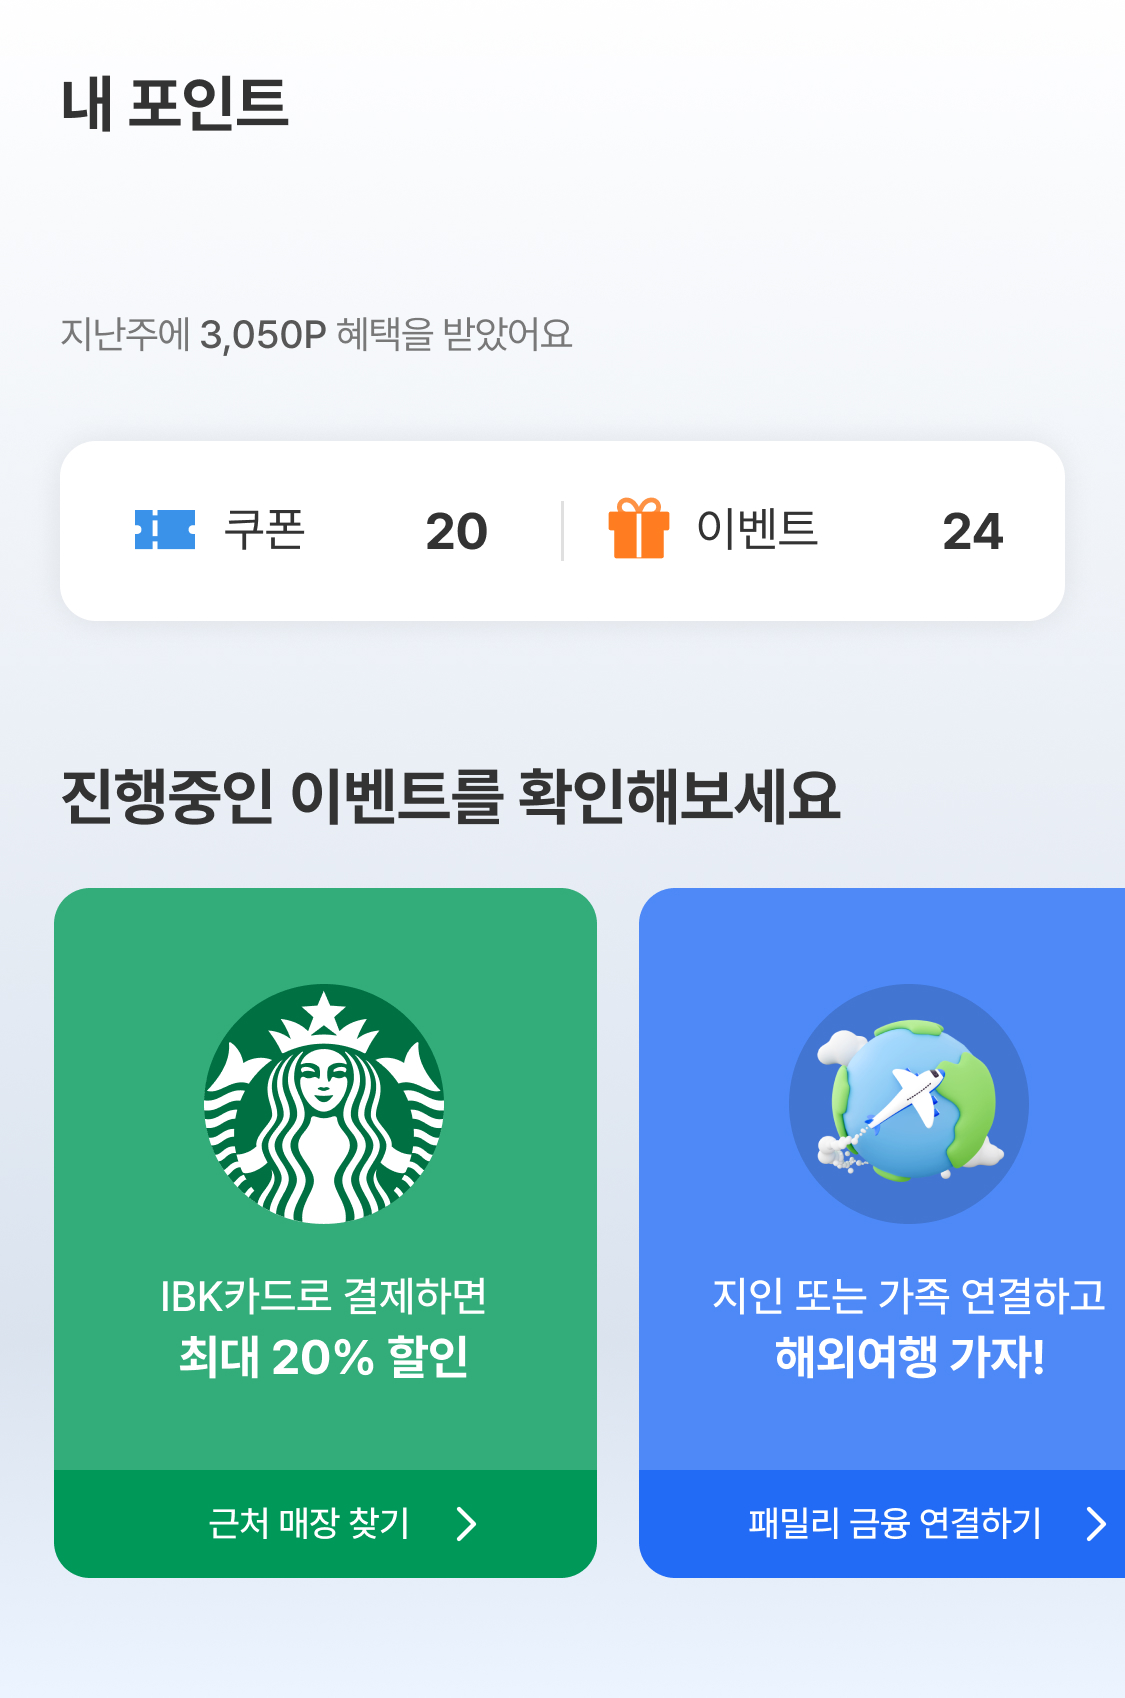 내 포인트
지난주에 3,050P 혜택을 받았어요
쿠폰 20 이벤트 24
진행중인 이벤트를 확인해보세요
IBK카드로 결제하면
최대 20% 할인
근처 매장 찾기
지인 또는 가족 연결하고
해외여행 가자!
패밀리 금융 연결하기